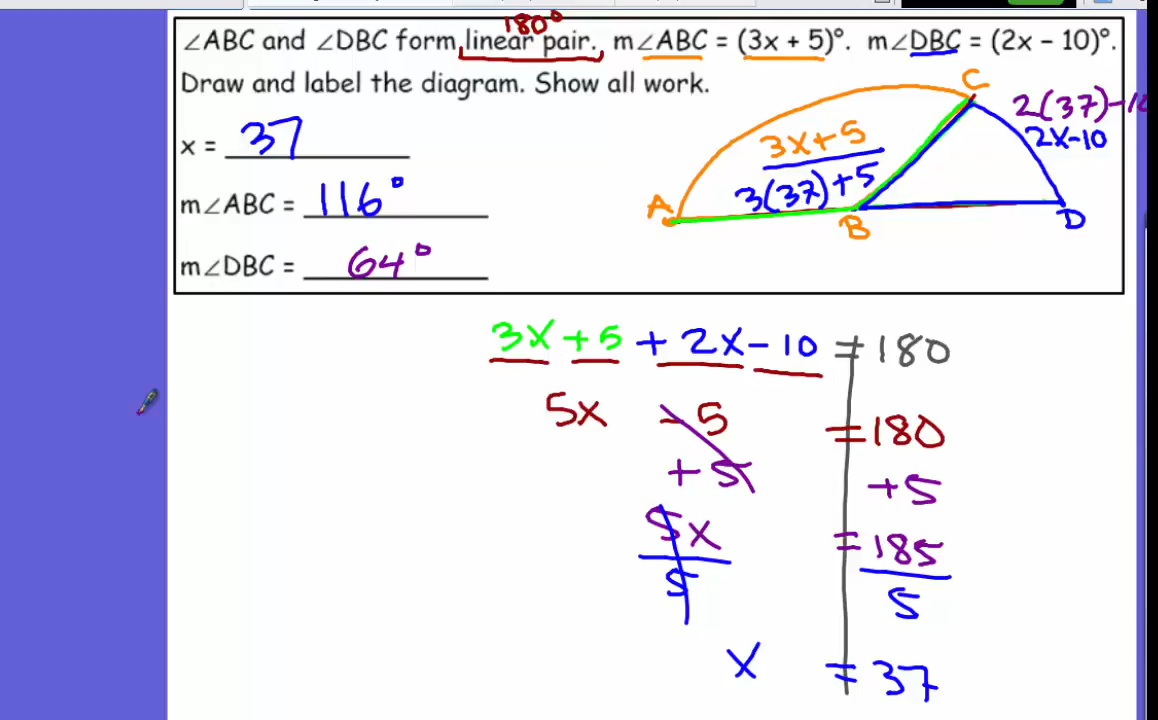 180°
∠ABC and ∠DBC form linear pair. m∠ABC = (3x + 5)°. m∠DBC = (2x – 10)°.
Draw and label the diagram. Show all work.
x = 37
m∠ABC = 116°
m∠DBC = 64°
C
2(37)-10
2x-10
3x+5
3(37)+5
A
B
D
3x + 5 + 2x - 10 = 180
5x - 5 = 180
+ 5 +5
5x = 185
5 5
x = 37